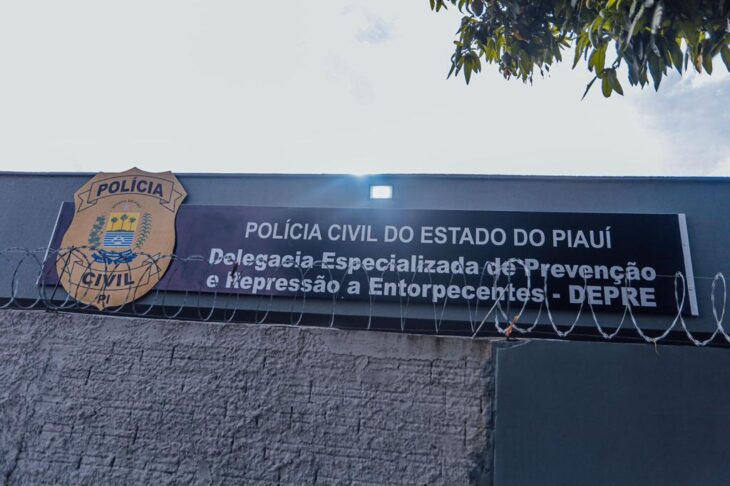 POLÍCIA
CIVIL
PI
POLÍCIA CIVIL DO ESTADO DO PIAUÍ
Delegacia Especializada de Prevenção
e Repressão a Entorpecentes - DEPRE